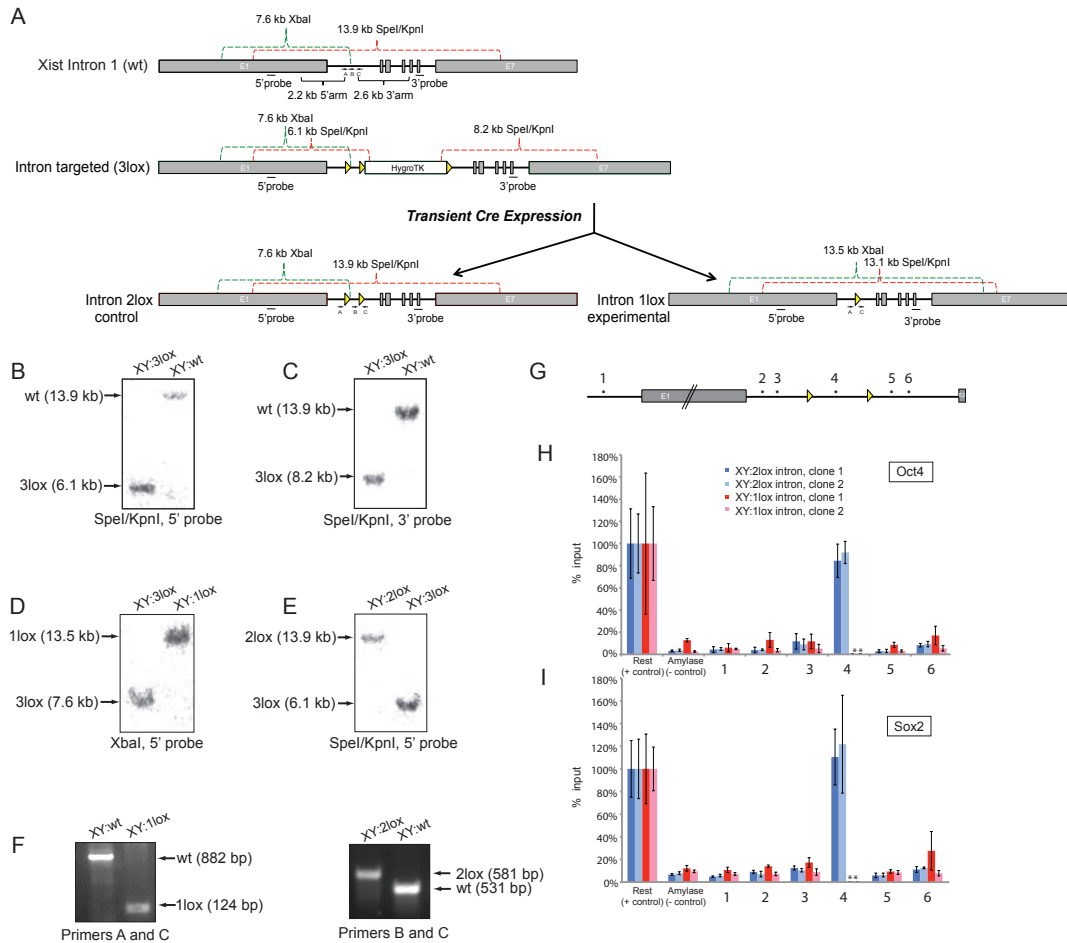 A
7.6 kb XbaI
13.9 kb SpeI/KpnI
Xist Intron 1 (wt)
E1
E7
A B C
5'probe
3'probe
2.2 kb 5'arm
2.6 kb 3'arm
7.6 kb XbaI
6.1 kb SpeI/KpnI
8.2 kb SpeI/KpnI
Intron targeted (3lox)
E1
HygroTK
E7
5'probe
3'probe
Transient Cre Expression
7.6 kb XbaI
13.9 kb SpeI/KpnI
Intron 2lox
control
E1
E7
A B C
5'probe
3'probe
13.5 kb XbaI
13.1 kb SpeI/KpnI
Intron 1lox
experimental
E1
E7
A C
5'probe
3'probe
B
XY:3lox
XY:wt
wt (13.9 kb)
3lox (6.1 kb)
SpeI/KpnI, 5' probe
C
XY:3lox
XY:wt
wt (13.9 kb)
3lox (8.2 kb)
SpeI/KpnI, 3' probe
D
XY:3lox
XY:1lox
1lox (13.5 kb)
3lox (7.6 kb)
XbaI, 5' probe
E
XY:2lox
XY:3lox
2lox (13.9 kb)
3lox (6.1 kb)
SpeI/KpnI, 5' probe
F
XY:wt
XY:1lox
wt (882 bp)
1lox (124 bp)
Primers A and C
XY:2lox
XY:wt
2lox (581 bp)
wt (531 bp)
Primers B and C
G
1
2 3
4
5 6
E1
H
180%
160%
140%
120%
100%
80%
60%
40%
20%
0%
% input
XY:2lox intron, clone 1
XY:2lox intron, clone 2
XY:1lox intron, clone 1
XY:1lox intron, clone 2
Oct4
**
Rest
(+ control)
Amylase
(- control)
1
2
3
4
5
6
I
180%
160%
140%
120%
100%
80%
60%
40%
20%
0%
% input
Sox2
**
Rest
(+ control)
Amylase
(- control)
1
2
3
4
5
6